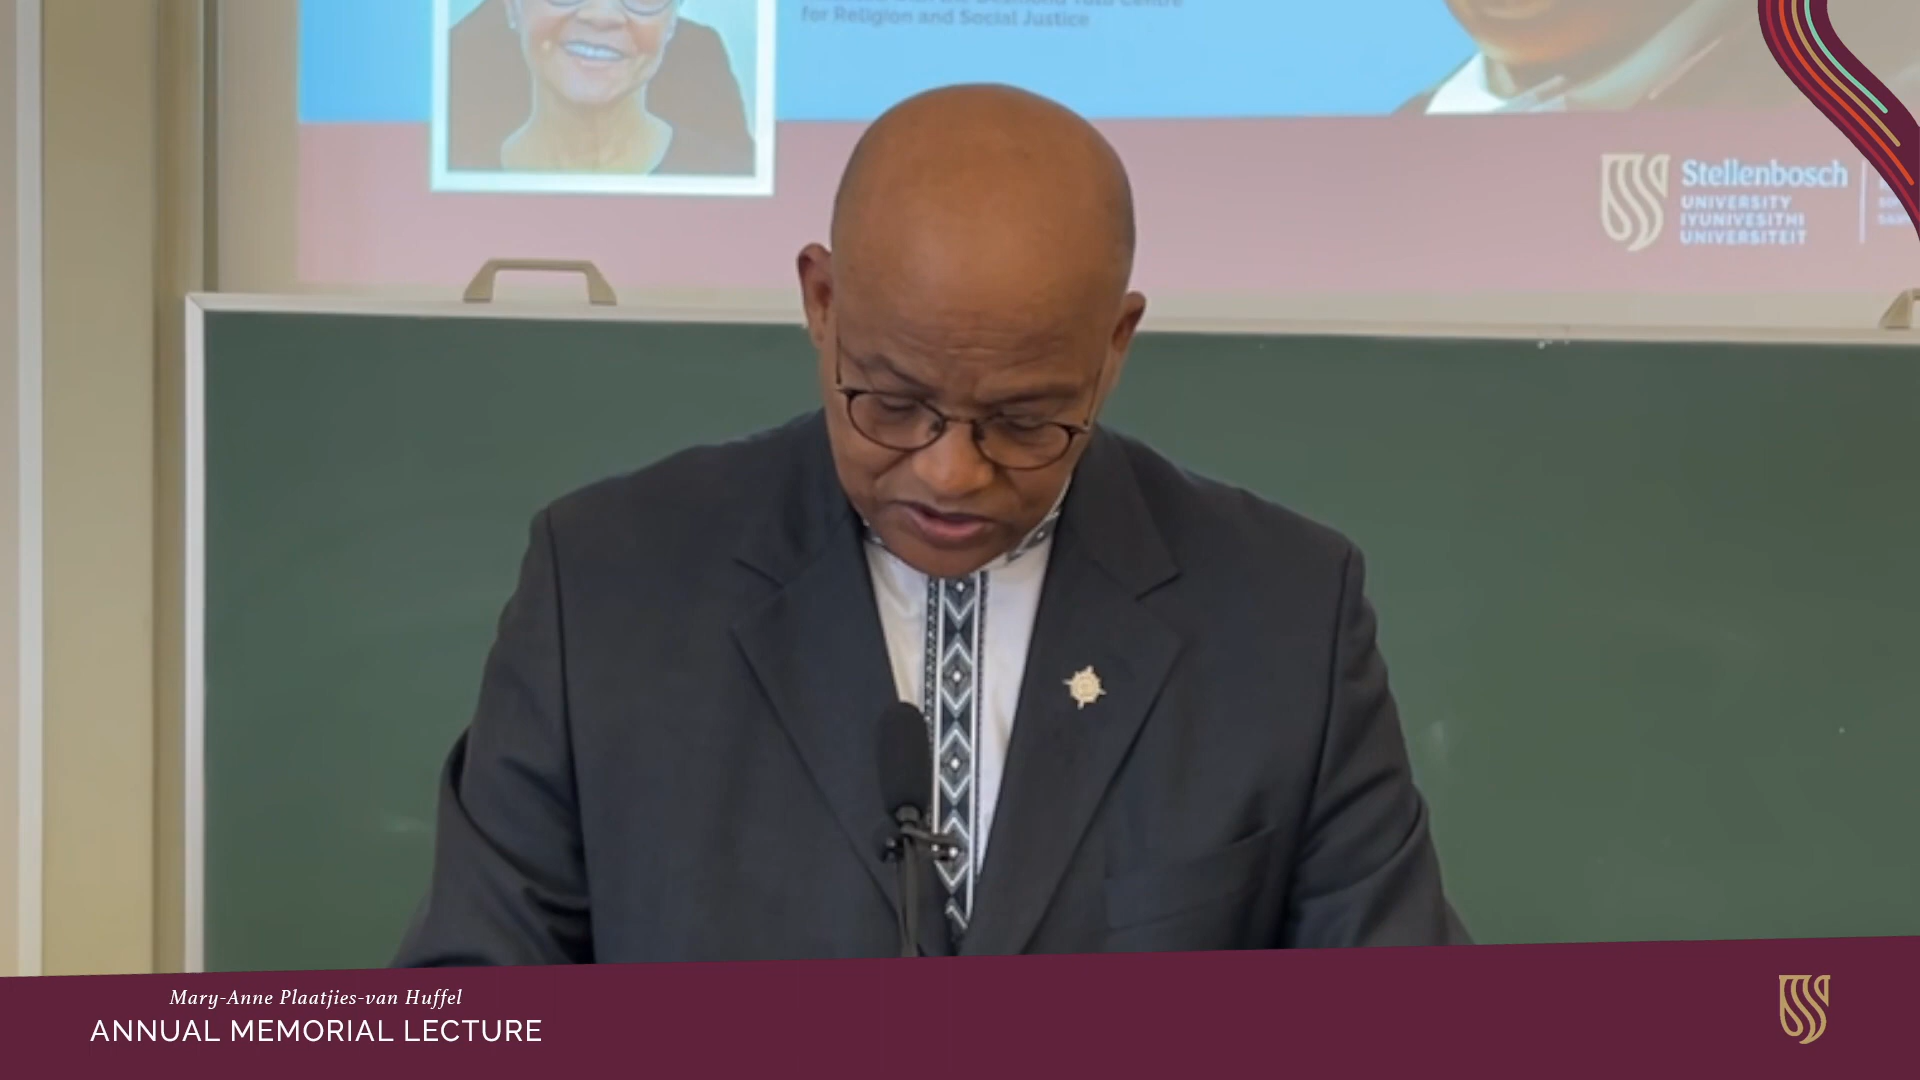 for Religion and Social Justice
Stellenbosch
UNIVERSITY
IYUNIVESITHI
UNIVERSITEIT
Mary-Anne Plaatjies-van Huffel
ANNUAL MEMORIAL LECTURE